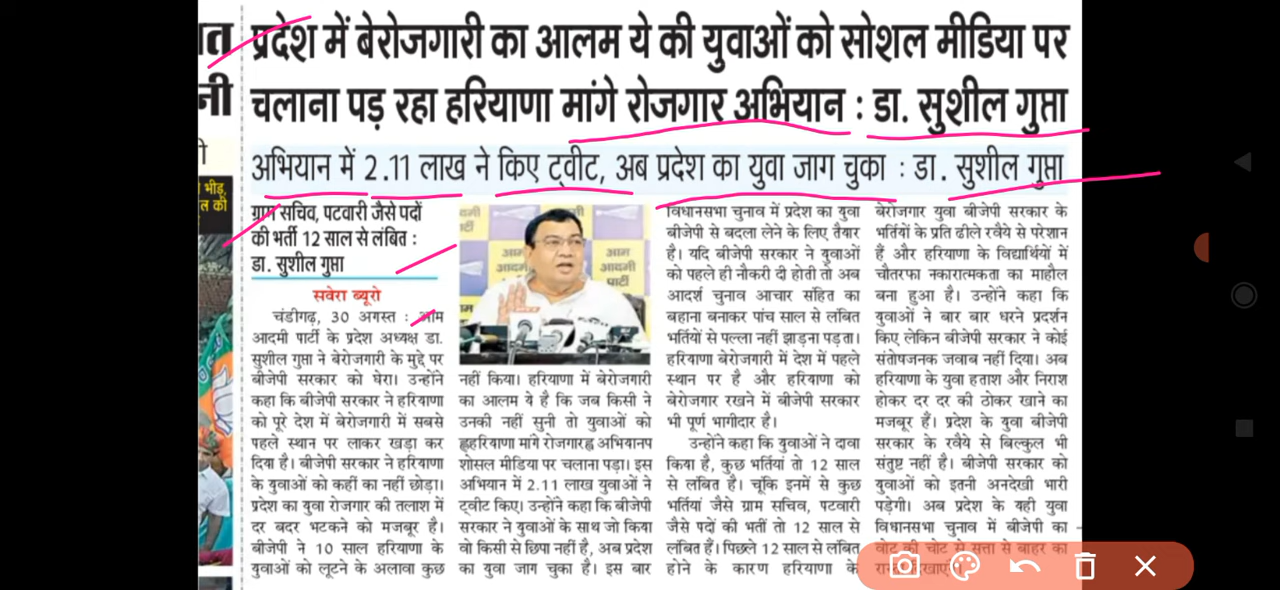 त
नी
भीड़,
ल की
प्रदेश में बेरोजगारी का आलम ये की युवाओं को सोशल मीडिया पर
चलाना पड़ रहा हरियाणा मांगे रोजगार अभियान : डा. सुशील गुप्ता
अभियान में 2.11 लाख ने किए ट्वीट, अब प्रदेश का युवा जाग चुका : डा. सुशील गुप्ता
ग्राम सचिव, पटवारी जैसे पदों
की भर्ती 12 साल से लंबित :
डा. सुशील गुप्ता
सवेरा ब्यूरो
चंडीगढ़, 30 अगस्त : आम
आदमी पार्टी के प्रदेश अध्यक्ष डा.
सुशील गुप्ता ने बेरोजगारी के मुद्दे पर
बीजेपी सरकार को घेरा। उन्होंने
कहा कि बीजेपी सरकार ने हरियाणा
को पूरे देश में बेरोजगारी में सबसे
पहले स्थान पर लाकर खड़ा कर
दिया है। बीजेपी सरकार ने हरियाणा
के युवाओं को कहीं का नहीं छोड़ा।
प्रदेश का युवा रोजगार की तलाश में
दर बदर भटकने को मजबूर है।
बीजेपी ने 10 साल हरियाणा के
युवाओं को लूटने के अलावा कुछ
आम
आदमी
पार्टी
नहीं किया। हरियाणा में बेरोजगारी
का आलम ये है कि जब किसी ने
उनकी नहीं सुनी तो युवाओं को
ह्रहरियाणा मांगे रोजगारह्न अभियानप
शोसल मीडिया पर चलाना पड़ा। इस
अभियान में 2.11 लाख युवाओं ने
ट्वीट किए। उन्होंने कहा कि बीजेपी
सरकार ने युवाओं के साथ जो किया
वो किसी से छिपा नहीं है, अब प्रदेश
का युवा जाग चुका है। इस बार
विधानसभा चुनाव में प्रदेश का युवा
बीजेपी से बदला लेने के लिए तैयार
है। यदि बीजेपी सरकार ने युवाओं
को पहले ही नौकरी दी होती तो अब
आदर्श चुनाव आचार संहित का
बहाना बनाकर पांच साल से लंबित
भर्तियों से पल्ला नहीं झाड़ना पड़ता।
हरियाणा बेरोजगारी में देश में पहले
स्थान पर है और हरियाणा को
बेरोजगार रखने में बीजेपी सरकार
भी पूर्ण भागीदार है।
उन्होंने कहा कि युवाओं ने दावा
किया है, कुछ भर्तियां तो 12 साल
से लंबित है। चूंकि इनमें से कुछ
भर्तियां जैसे ग्राम सचिव, पटवारी
जैसे पदों की भर्ती तो 12 साल से
लंबित हैं। पिछले 12 साल से लंबित
होने के कारण हरियाणा के
बेरोजगार युवा बीजेपी सरकार के
भर्तियों के प्रति ढीले रवैये से परेशान
हैं और हरियाणा के विद्यार्थियों में
चौतरफा नकारात्मकता का माहौल
बना हुआ है। उन्होंने कहा कि
युवाओं ने बार बार धरने प्रदर्शन
किए लेकिन बीजेपी सरकार ने कोई
संतोषजनक जवाब नहीं दिया। अब
हरियाणा के युवा हताश और निराश
होकर दर दर की ठोकर खाने का
मजबूर हैं। प्रदेश के युवा बीजेपी
सरकार के रवैये से बिल्कुल भी
संतुष्ट नहीं है। बीजेपी सरकार को
युवाओं को इतनी अनदेखी भारी
पड़ेगी। अब प्रदेश के यही युवा
विधानसभा चुनाव में बीजेपी का
वोट की चोट से सत्ता से बाहर का